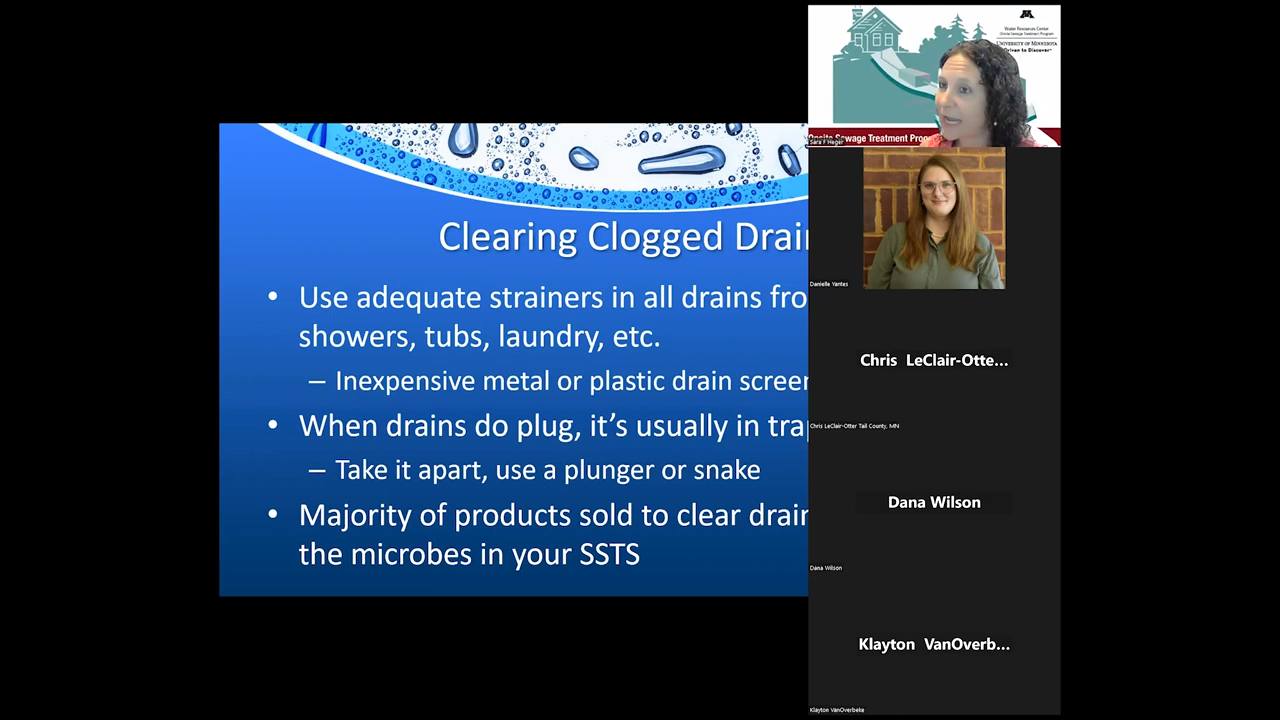 Clearing Clogged Drai
• Use adequate strainers in all drains fro
showers, tubs, laundry, etc.
– Inexpensive metal or plastic drain screen
• When drains do plug, it’s usually in tra
– Take it apart, use a plunger or snake
• Majority of products sold to clear drain
the microbes in your SSTS
Water Resources Center
Onsite Sewage Treatment Program
UNIVERSITY OF MINNESOTA
Driven to Discover
Onsite Sewage Treatment Prog
Sara F Heger
Danielle Yantes
Chris LeClair-Otte...
Chris LeClair-Otter Tail County, MN
Dana Wilson
Dana Wilson
Klayton VanOverb...
Klayton VanOverbeke